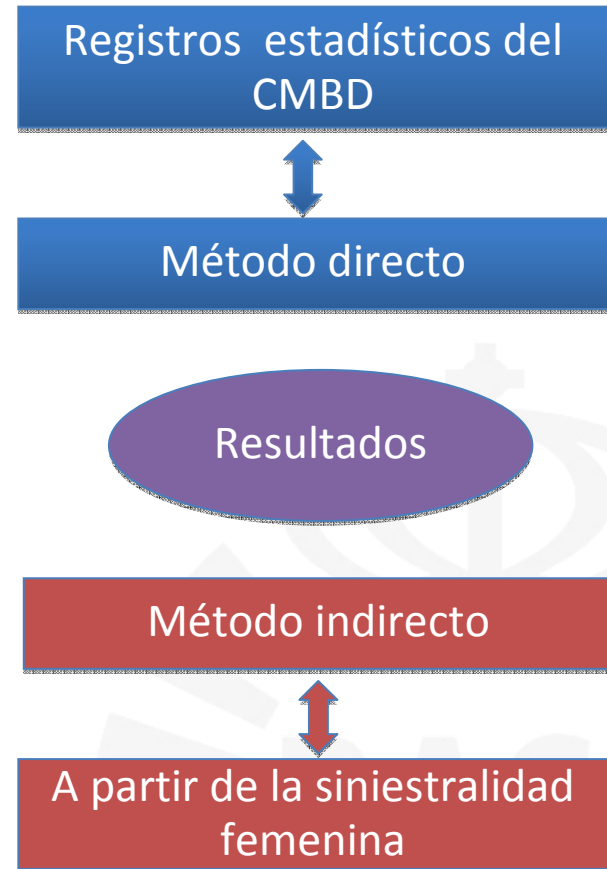 Registros estadísticos del
CMBD
Método directo
Resultados
Método indirecto
A partir de la siniestralidad
femenina